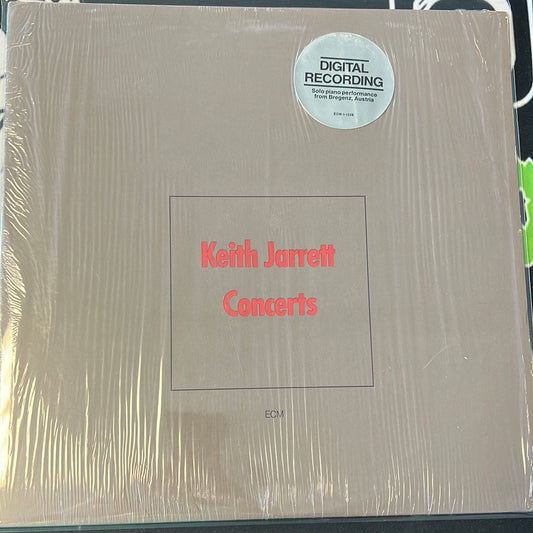 DIGITAL
RECORDING
Solo piano performance
from Bregenz, Austria
Keith Jarrett
Concerts
ECM